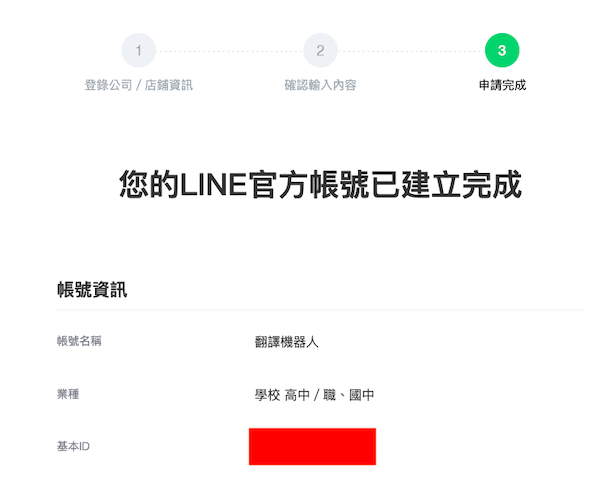 1
2
3
登錄公司 / 店鋪資訊
確認輸入內容
申請完成
您的LINE官方帳號已建立完成
帳號資訊
帳號名稱
翻譯機器人
業種
學校 高中 / 職、國中
基本ID